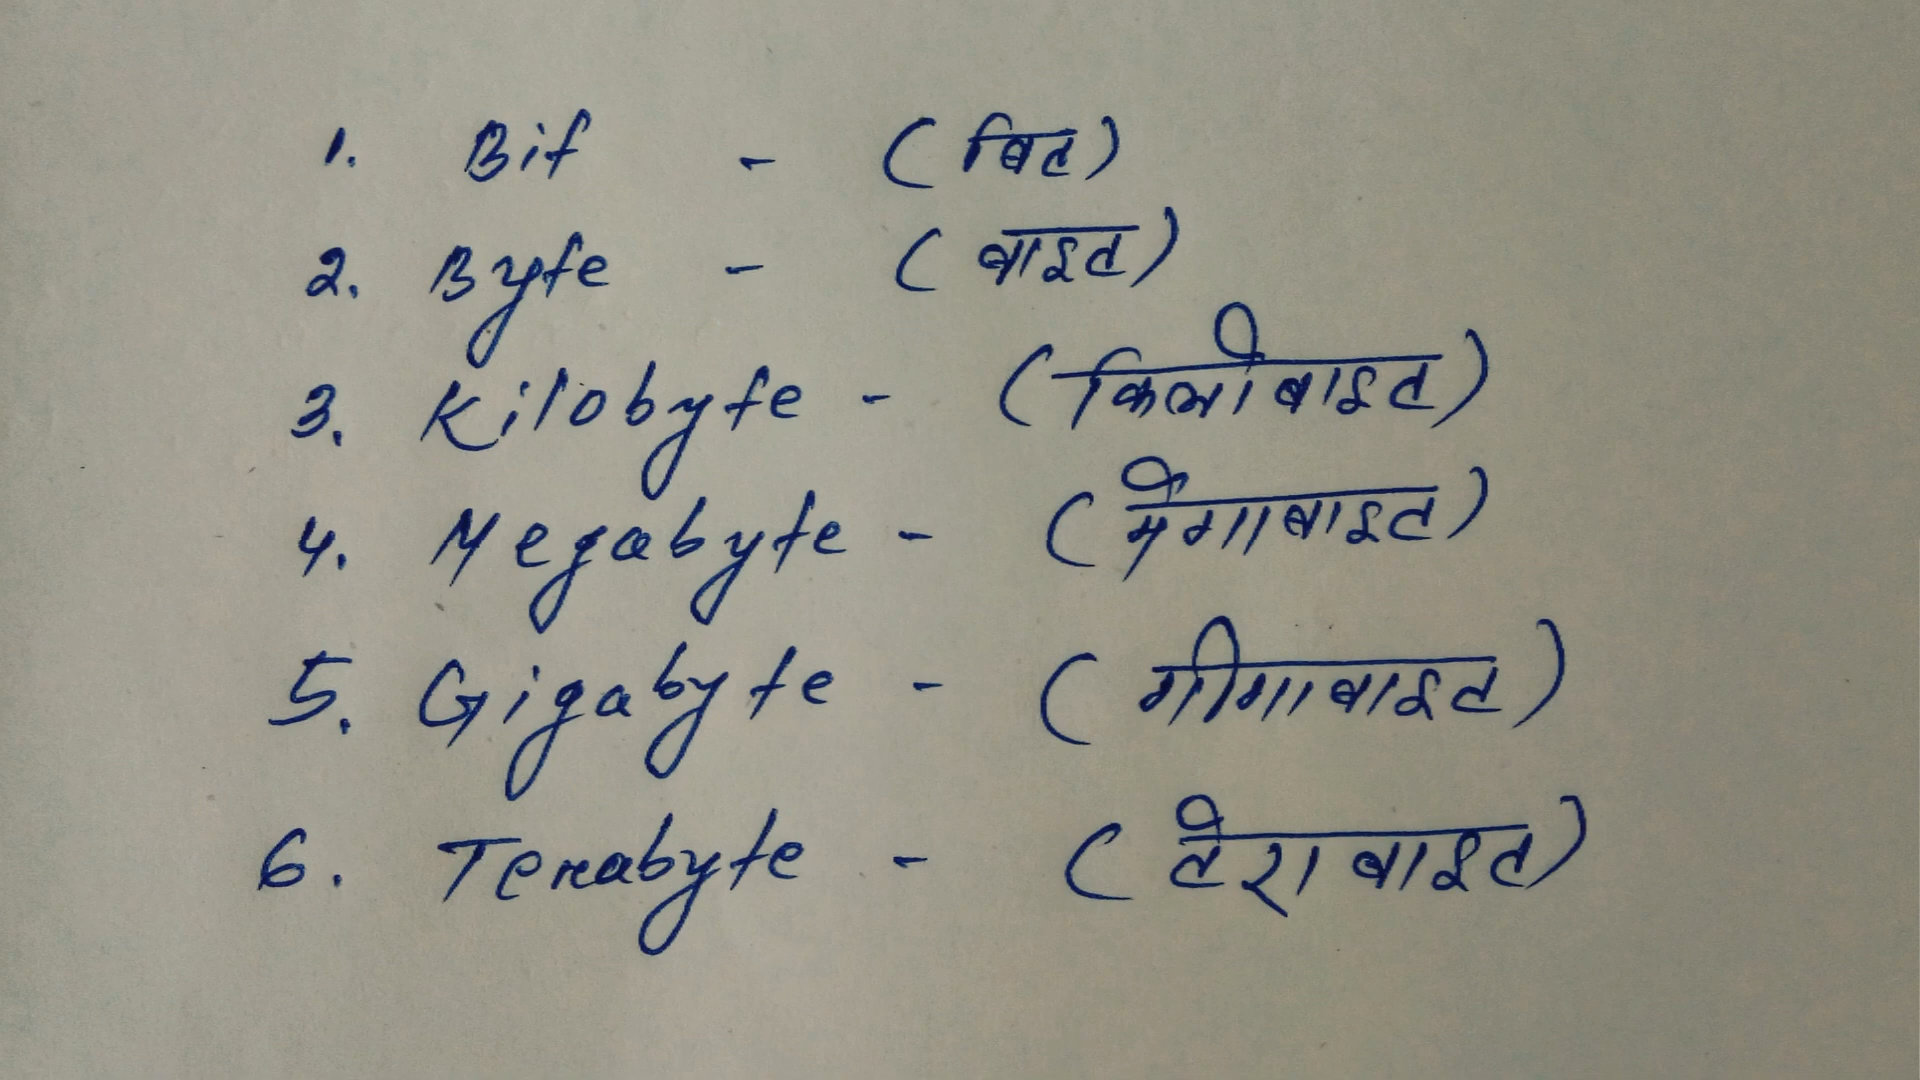 1. Bit - (बिट)
2. Byte - (बाइट)
3. Kilobyte - (किलोबाइट)
4. Megabyte - (मेगाबाइट)
5. Gigabyte - (गीगाबाइट)
6. Terabyte - (टेराबाइट)